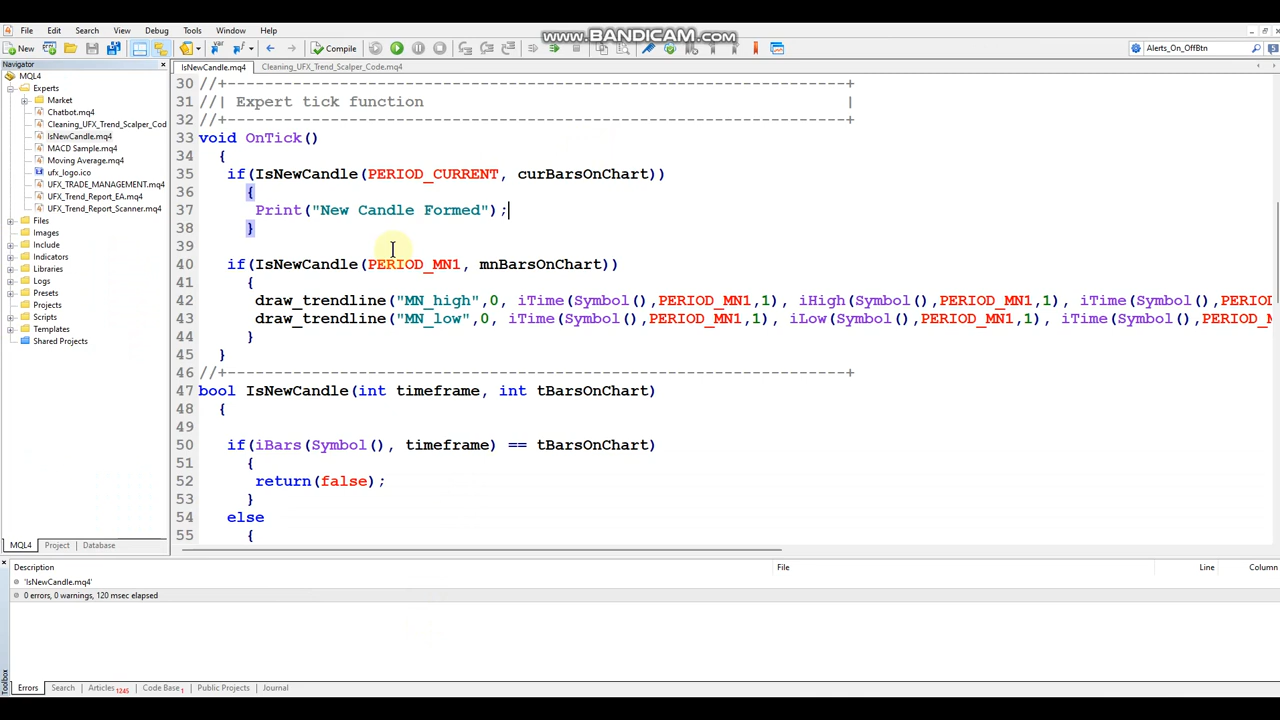 www.BANDICAM.com
File Edit Search View Debug Tools Window Help
New Compile Alerts_On_OffBtn
Navigator
IsNewCandle.mq4 Cleaning_UFX_Trend_Scalper_Code.mq4
MQL4
Experts
Market
Chatbot.mq4
Cleaning_UFX_Trend_Scalper_Cod
IsNewCandle.mq4
MACD Sample.mq4
Moving Average.mq4
ufx_logo.ico
UFX_TRADE_MANAGEMENT.mq4
UFX_Trend_Report_EA.mq4
UFX_Trend_Report_Scanner.mq4
Files
Images
Include
Indicators
Libraries
Logs
Presets
Projects
Scripts
Templates
Shared Projects
MQL4 Project Database
30 //+------------------------------------------------------------------+
31 //| Expert tick function |
32 //+------------------------------------------------------------------+
33 void OnTick()
34 {
35 if(IsNewCandle(PERIOD_CURRENT, curBarsOnChart))
36 {
37 Print("New Candle Formed");
38 }
39
40 if(IsNewCandle(PERIOD_MN1, mnBarsOnChart))
41 {
42 draw_trendline("MN_high",0, iTime(Symbol(),PERIOD_MN1,1), iHigh(Symbol(),PERIOD_MN1,1), iTime(Symbol(),PERIO
43 draw_trendline("MN_low",0, iTime(Symbol(),PERIOD_MN1,1), iLow(Symbol(),PERIOD_MN1,1), iTime(Symbol(),PERIOD_M
44 }
45 }
46 //+------------------------------------------------------------------+
47 bool IsNewCandle(int timeframe, int tBarsOnChart)
48 {
49
50 if(iBars(Symbol(), timeframe) == tBarsOnChart)
51 {
52 return(false);
53 }
54 else
55 {
Description File Line Column
'IsNewCandle.mq4'
0 errors, 0 warnings, 120 msec elapsed
Toolbox
Errors Search Articles 1245 Code Base 1 Public Projects Journal